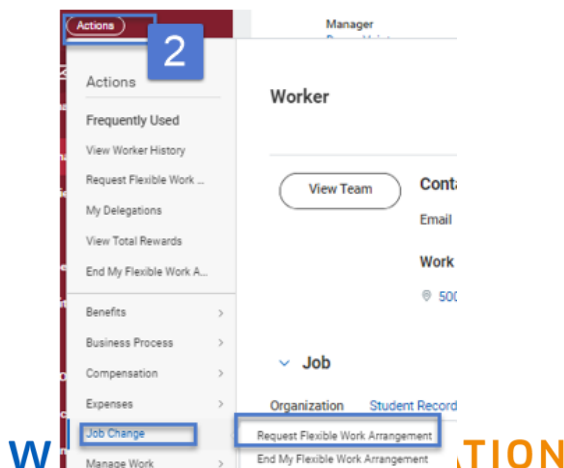 Actions
Manager
2
Actions
Worker
Frequently Used
View Worker History
Request Flexible Work ...
View Team
My Delegations
Email
View Total Rewards
Work
End My Flexible Work A...
Benefits
Business Process
Job
Compensation
Expenses
Organization Student Record
Job Change
Request Flexible Work Arrangement
Manage Work
End My Flexible Work Arrangement